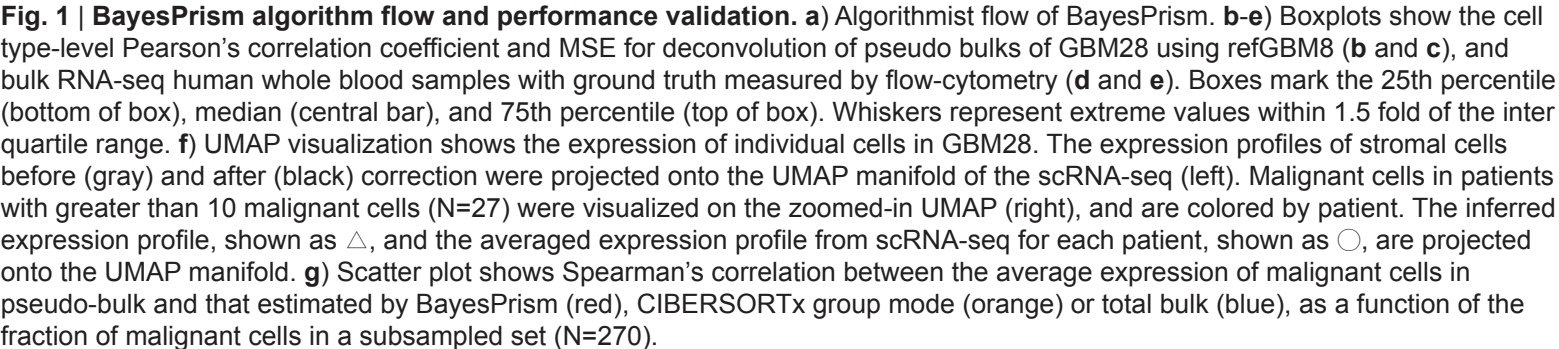 Fig. 1 | BayesPrism algorithm flow and performance validation. a) Algorithmist flow of BayesPrism. b-e) Boxplots show the cell
type-level Pearson's correlation coefficient and MSE for deconvolution of pseudo bulks of GBM28 using refGBM8 (b and c), and
bulk RNA-seq human whole blood samples with ground truth measured by flow-cytometry (d and e). Boxes mark the 25th percentile
(bottom of box), median (central bar), and 75th percentile (top of box). Whiskers represent extreme values within 1.5 fold of the inter
quartile range. f) UMAP visualization shows the expression of individual cells in GBM28. The expression profiles of stromal cells
before (gray) and after (black) correction were projected onto the UMAP manifold of the scRNA-seq (left). Malignant cells in patients
with greater than 10 malignant cells (N=27) were visualized on the zoomed-in UMAP (right), and are colored by patient. The inferred
expression profile, shown as △, and the averaged expression profile from scRNA-seq for each patient, shown as ○, are projected
onto the UMAP manifold. g) Scatter plot shows Spearman's correlation between the average expression of malignant cells in
pseudo-bulk and that estimated by BayesPrism (red), CIBERSORTx group mode (orange) or total bulk (blue), as a function of the
fraction of malignant cells in a subsampled set (N=270).